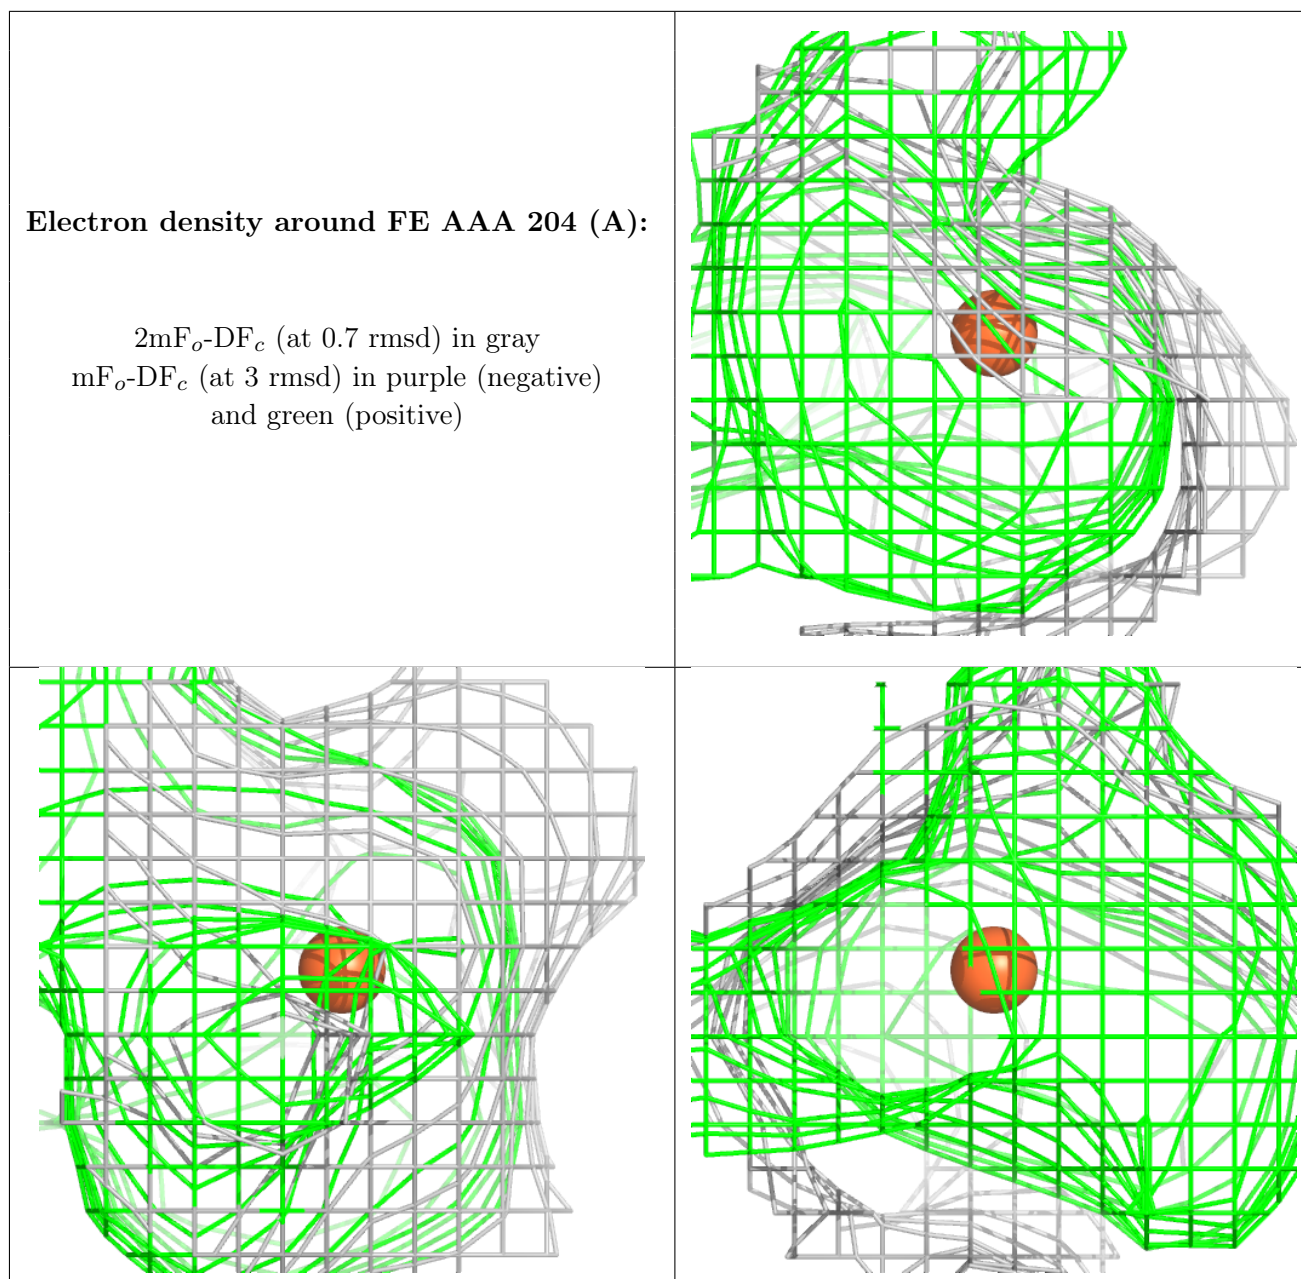 Electron density around FE AAA 204 (A):
2mFo-DFc (at 0.7 rmsd) in gray
mFo-DFc (at 3 rmsd) in purple (negative)
and green (positive)